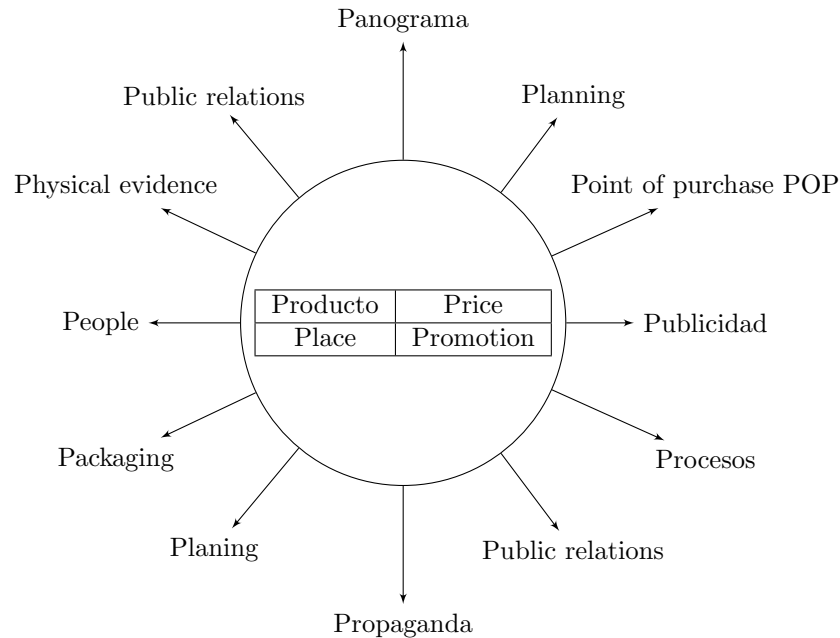 Panograma
Public relations
Planning
Physical evidence
Point of purchase POP
Producto Price
People
Publicidad
Place Promotion
Packaging
Procesos
Planing
Public relations
Propaganda